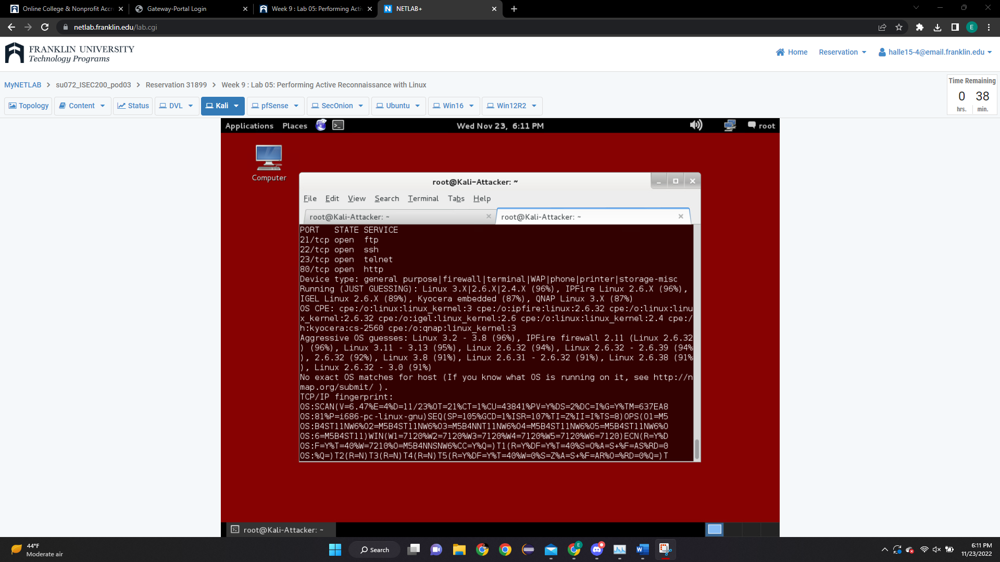 Online College & Nonprofit Accr
Gateway-Portal Login
Week 9 : Lab 05: Performing Activ
NETLAB+
netlab.franklin.edu/lab.cgi
E
FRANKLIN UNIVERSITY
Technology Programs
Home
Reservation
halle15-4@email.franklin.edu
MyNETLAB > su072_ISEC200_pod03 > Reservation 31899 > Week 9 : Lab 05: Performing Active Reconnaissance with Linux
Time Remaining
0 38
hrs. min.
Topology
Content
Status
DVL
Kali
pfSense
SecOnion
Ubuntu
Win16
Win12R2
Applications Places
Wed Nov 23, 6:11 PM
root
Computer
root@Kali-Attacker: ~
File Edit View Search Terminal Tabs Help
root@Kali-Attacker: ~
root@Kali-Attacker: ~
PORT   STATE SERVICE
21/tcp open  ftp
22/tcp open  ssh
23/tcp open  telnet
80/tcp open  http
Device type: general purpose|firewall|terminal|WAP|phone|printer|storage-misc
Running (JUST GUESSING): Linux 3.X|2.6.X|2.4.X (96%), IPFire Linux 2.6.X (96%),
IGEL Linux 2.6.X (89%), Kyocera embedded (87%), QNAP Linux 3.X (87%)
OS CPE: cpe:/o:linux:linux_kernel:3 cpe:/o:ipfire:linux:2.6.32 cpe:/o:linux:linu
x_kernel:2.6.32 cpe:/o:igel:linux_kernel:2.6 cpe:/o:linux:linux_kernel:2.4 cpe:/
h:kyocera:cs-2560 cpe:/o:qnap:linux_kernel:3
Aggressive OS guesses: Linux 3.2 - 3.8 (96%), IPFire firewall 2.11 (Linux 2.6.32
) (96%), Linux 3.11 - 3.13 (95%), Linux 2.6.32 (94%), Linux 2.6.32 - 2.6.39 (94%
), 2.6.32 (92%), Linux 3.8 (91%), Linux 2.6.31 - 2.6.32 (91%), Linux 2.6.38 (91%
), Linux 2.6.32 - 3.0 (91%)
No exact OS matches for host (If you know what OS is running on it, see http://n
map.org/submit/ ).
TCP/IP fingerprint:
OS:SCAN(V=6.47%E=4%D=11/23%OT=21%CT=1%CU=43841%PV=Y%DS=2%DC=I%G=Y%TM=637EA8
OS:81%P=i686-pc-linux-gnu)SEQ(SP=105%GCD=1%ISR=107%TI=Z%II=I%TS=8)OPS(O1=M5
OS:B4ST11NW6%O2=M5B4ST11NW6%O3=M5B4NNT11NW6%O4=M5B4ST11NW6%O5=M5B4ST11NW6%O
OS:6=M5B4ST11)WIN(W1=7120%W2=7120%W3=7120%W4=7120%W5=7120%W6=7120)ECN(R=Y%D
OS:F=Y%T=40%W=7210%O=M5B4NNSNW6%CC=Y%Q=)T1(R=Y%DF=Y%T=40%S=O%A=S+%F=AS%RD=0
OS:%Q=)T2(R=N)T3(R=N)T4(R=N)T5(R=Y%DF=Y%T=40%W=0%S=Z%A=S+%F=AR%O=%RD=0%Q=)T
root@Kali-Attacker: ~
44°F
Moderate air
Search
E
6:11 PM
11/23/2022